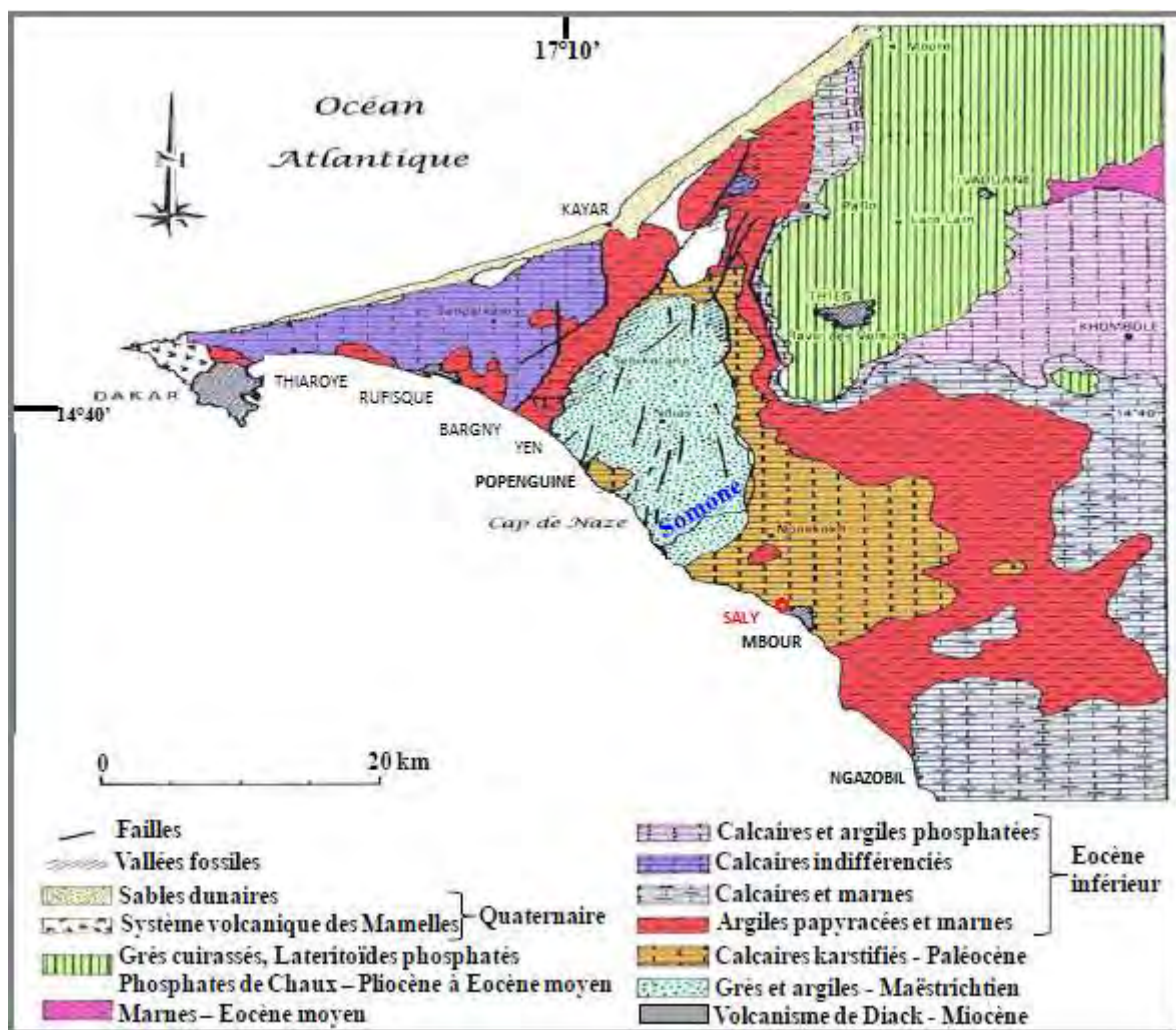 17°10'
Océan
Atlantique
N
Mboro
KAYAR
Pallo
Lam Lam
THIES
KHOMBOLE
DAKAR
THIAROYE
14°40'
14°40'
RUFISQUE
BARGNY
YEN
POPENGUINE
Cap de Naze
Somone
SALY
MBOUR
NGAZOBIL
0 20 km
Failles
Vallées fossiles
Sables dunaires
Système volcanique des Mamelles
Quaternaire
Grès cuirassés, Lateritoïdes phosphatés
Phosphates de Chaux – Pliocène à Eocène moyen
Marnes – Eocène moyen
Calcaires et argiles phosphatées
Calcaires indifférenciés
Calcaires et marnes
Argiles papyracées et marnes
Eocène
inférieur
Calcaires karstifiés - Paléocène
Grès et argiles - Maëstrichtien
Volcanisme de Diack - Miocène